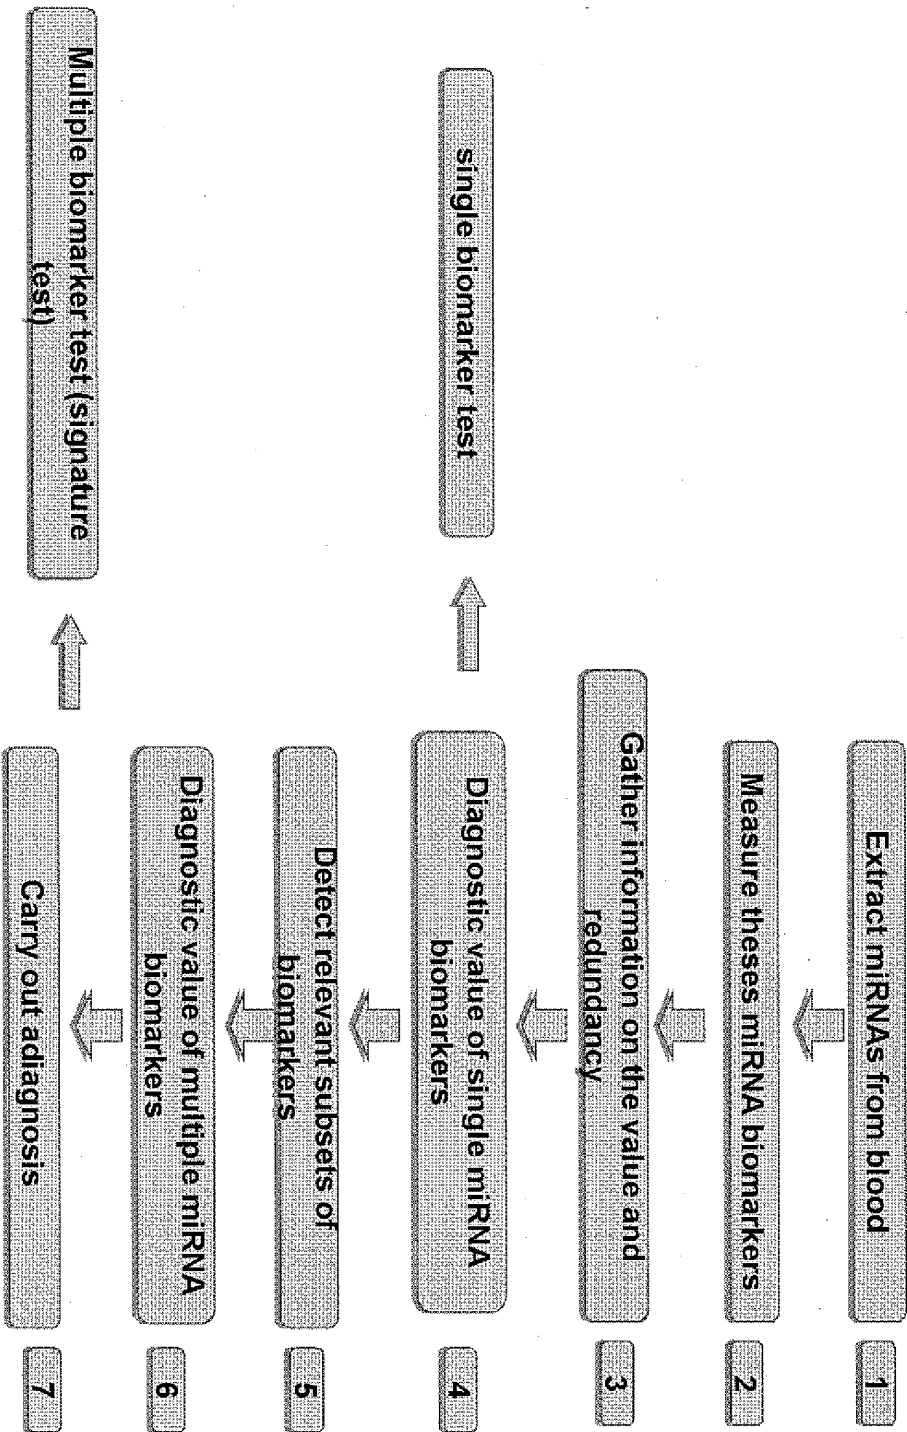 Extract miRNAs from blood
1
Measure theses miRNA biomarkers
2
Gather information on the value and
redundancy
3
single biomarker test
Diagnostic value of single miRNA
biomarkers
4
Detect relevant subsets of
biomarkers
5
Diagnostic value of multiple miRNA
biomarkers
6
Multiple biomarker test (signature
test)
Carry out adiagnosis
7